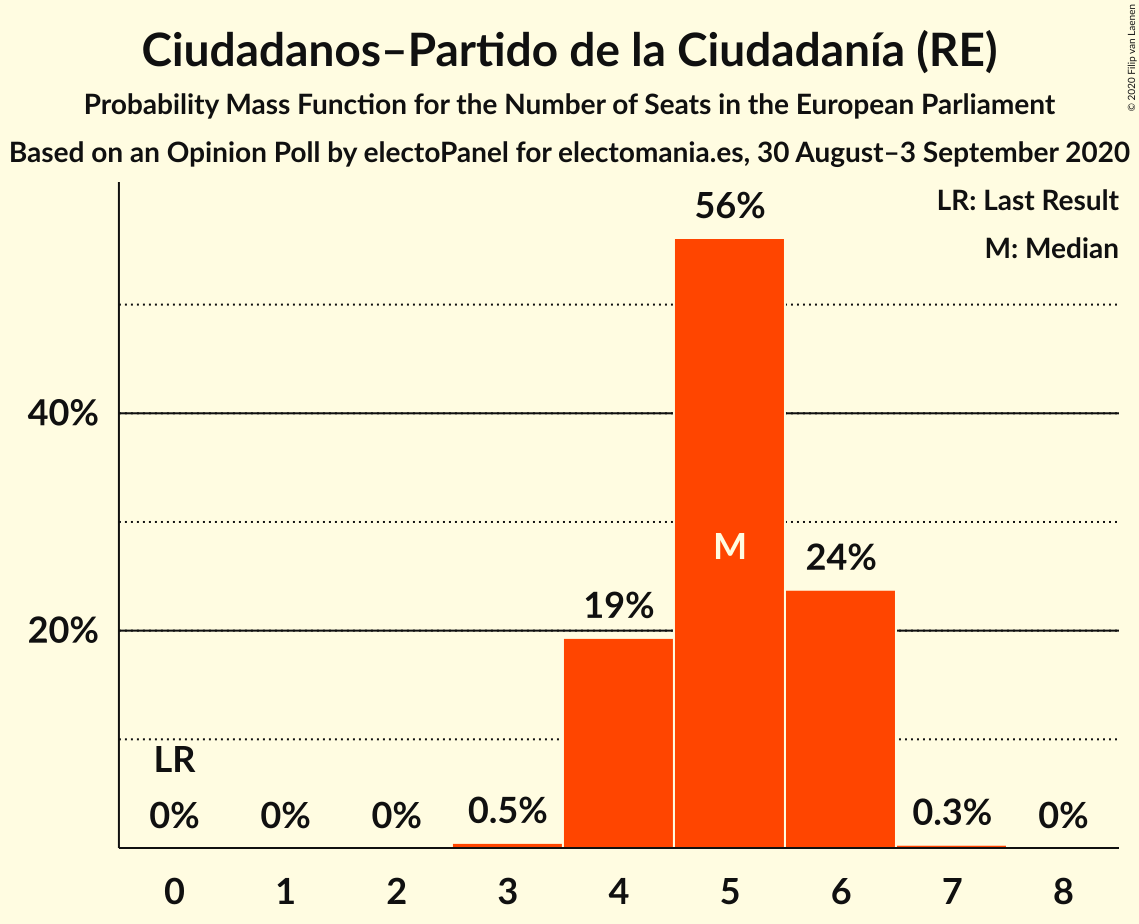 Ciudadanos–Partido de la Ciudadanía (RE)
Probability Mass Function for the Number of Seats in the European Parliament
Based on an Opinion Poll by electoPanel for electomania.es, 30 August–3 September 2020
© 2020 Filip van Laenen
LR: Last Result
M: Median
56%
40%
M
24%
19%
20%
LR
0% 0% 0% 0.5% 0.3% 0%
0 1 2 3 4 5 6 7 8